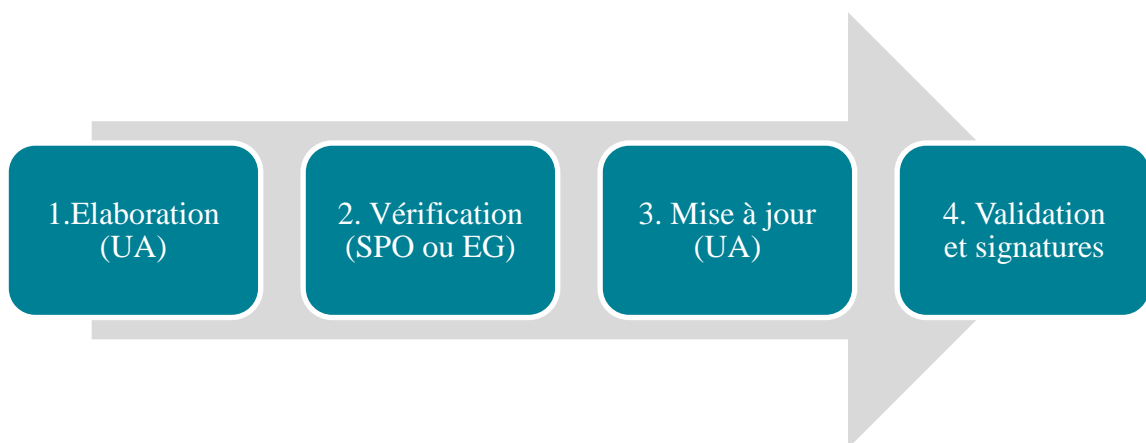 1.Elaboration
(UA)
2. Vérification
(SPO ou EG)
3. Mise à jour
(UA)
4. Validation
et signatures